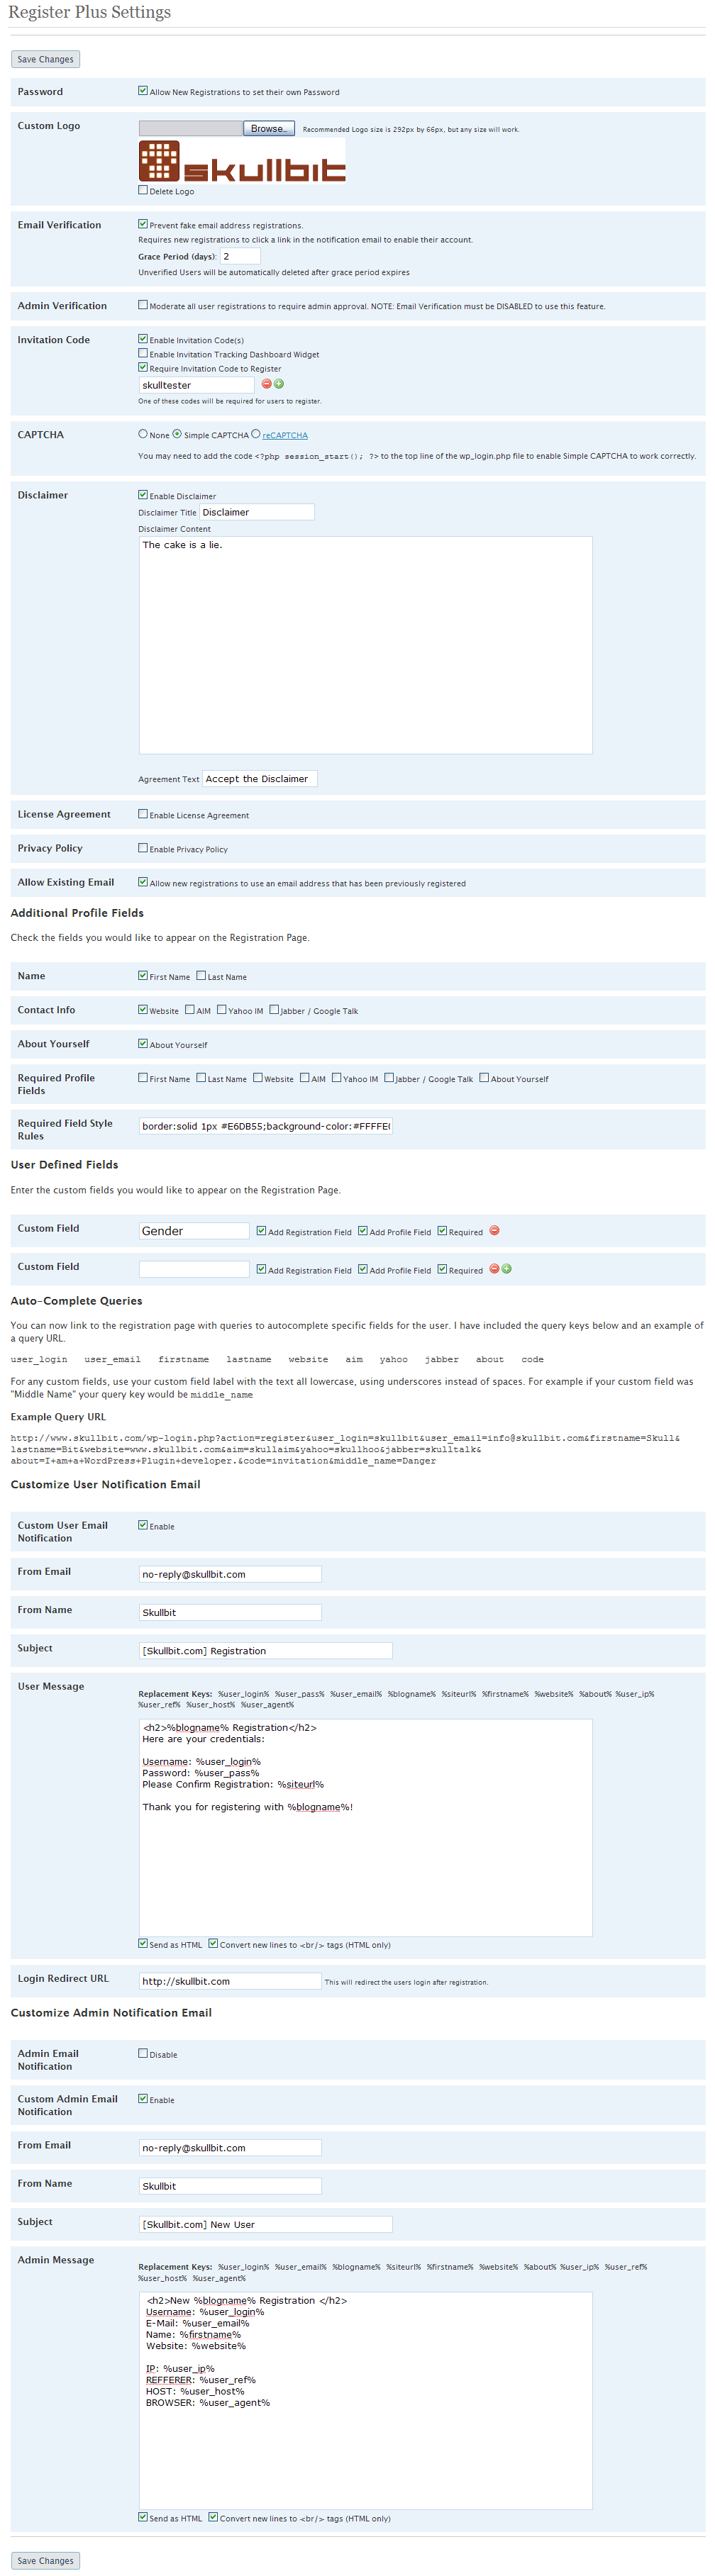 Register Plus Settings
Save Changes
Password
Allow New Registrations to set their own Password
Custom Logo
Browse.. Recommended Logo size is 292px by 66px, but any size will work.
skullbit
Delete Logo
Email Verification
Prevent fake email address registrations.
Requires new registrations to click a link in the notification email to enable their account.
Grace Period (days): 2
Unverified Users will be automatically deleted after grace period expires
Admin Verification
Moderate all user registrations to require admin approval. NOTE: Email Verification must be DISABLED to use this feature.
Invitation Code
Enable Invitation Code(s)
Enable Invitation Tracking Dashboard Widget
Require Invitation Code to Register
skulltester
One of these codes will be required for users to register.
CAPTCHA
None Simple CAPTCHA reCAPTCHA
You may need to add the code <?php session_start(); ?> to the top line of the wp_login.php file to enable Simple CAPTCHA to work correctly.
Disclaimer
Enable Disclaimer
Disclaimer Title Disclaimer
Disclaimer Content
The cake is a lie.
Agreement Text Accept the Disclaimer
License Agreement
Enable License Agreement
Privacy Policy
Enable Privacy Policy
Allow Existing Email
Allow new registrations to use an email address that has been previously registered
Additional Profile Fields
Check the fields you would like to appear on the Registration Page.
Name
First Name Last Name
Contact Info
Website AIM Yahoo IM Jabber / Google Talk
About Yourself
About Yourself
Required Profile
Fields
First Name Last Name Website AIM Yahoo IM Jabber / Google Talk About Yourself
Required Field Style
Rules
border:solid 1px #E6DB55;background-color:#FFFFE0
User Defined Fields
Enter the custom fields you would like to appear on the Registration Page.
Custom Field
Gender Add Registration Field Add Profile Field Required
Custom Field
Add Registration Field Add Profile Field Required
Auto-Complete Queries
You can now link to the registration page with queries to autocomplete specific fields for the user. I have included the query keys below and an example of
a query URL.
user_login user_email firstname lastname website aim yahoo jabber about code
For any custom fields, use your custom field label with the text all lowercase, using underscores instead of spaces. For example if your custom field was
"Middle Name" your query key would be middle_name
Example Query URL
http://www.skullbit.com/wp-login.php?action=register&user_login=skullbit&user_email=info@skullbit.com&firstname=Skull&
lastname=Bit&website=www.skullbit.com&aim=skullaim&yahoo=skullhoo&jabber=skulltalk&
about=I+am+a+WordPress+Plugin+developer.&code=invitation&middle_name=Danger
Customize User Notification Email
Custom User Email
Notification
Enable
From Email
no-reply@skullbit.com
From Name
Skullbit
Subject
[Skullbit.com] Registration
User Message
Replacement Keys: %user_login% %user_pass% %user_email% %blogname% %siteurl% %firstname% %website% %about% %user_ip%
%user_ref% %user_host% %user_agent%
<h2>%blogname% Registration</h2>
Here are your credentials:
Username: %user_login%
Password: %user_pass%
Please Confirm Registration: %siteurl%
Thank you for registering with %blogname%!
Send as HTML Convert new lines to <br/> tags (HTML only)
Login Redirect URL
http://skullbit.com This will redirect the users login after registration.
Customize Admin Notification Email
Admin Email
Notification
Disable
Custom Admin Email
Notification
Enable
From Email
no-reply@skullbit.com
From Name
Skullbit
Subject
[Skullbit.com] New User
Admin Message
Replacement Keys: %user_login% %user_email% %blogname% %siteurl% %firstname% %website% %about% %user_ip% %user_ref%
%user_host% %user_agent%
<h2>New %blogname% Registration </h2>
Username: %user_login%
E-Mail: %user_email%
Name: %firstname%
Website: %website%
IP: %user_ip%
REFFERER: %user_ref%
HOST: %user_host%
BROWSER: %user_agent%
Send as HTML Convert new lines to <br/> tags (HTML only)
Save Changes